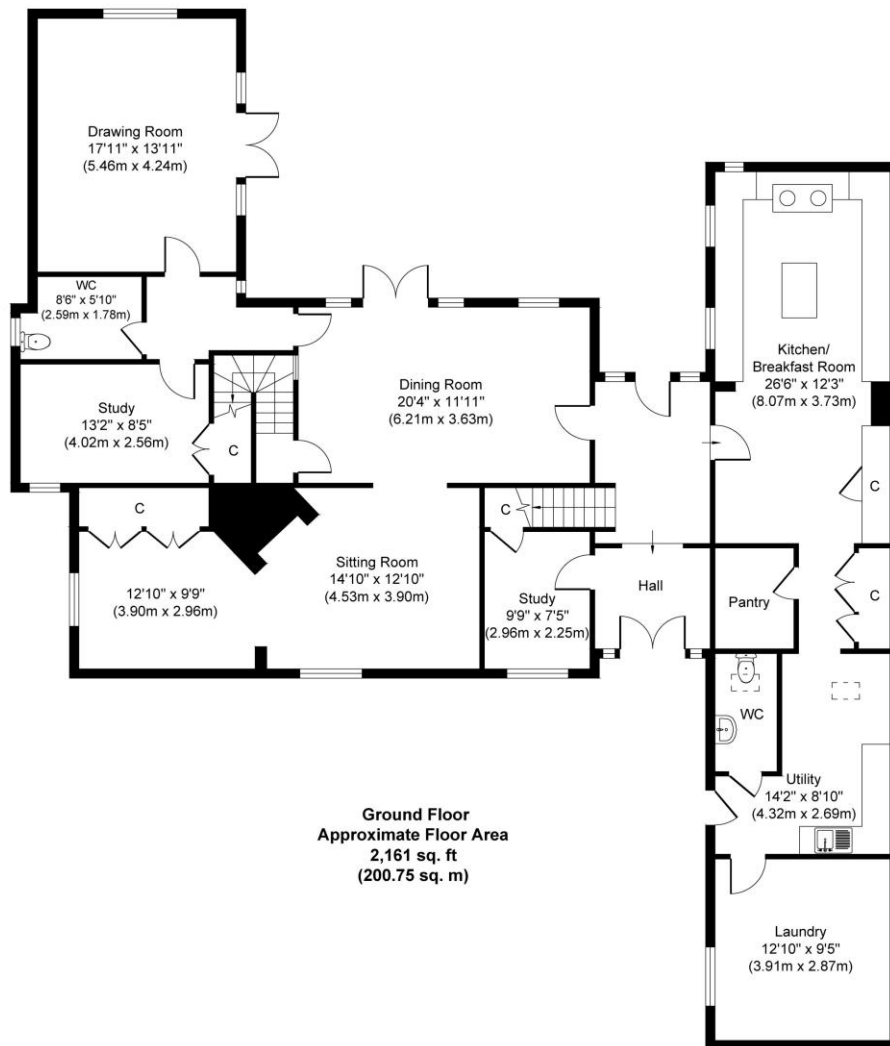 Drawing Room
17'11" x 13'11"
(5.46m x 4.24m)
WC
8'6" x 5'10"
(2.59m x 1.78m)
Kitchen/
Breakfast Room
26'6" x 12'3"
(8.07m x 3.73m)
Dining Room
20'4" x 11'11"
(6.21m x 3.63m)
Study
13'2" x 8'5"
(4.02m x 2.56m)
C
C
C
C
Sitting Room
14'10" x 12'10"
(4.53m x 3.90m)
12'10" x 9'9"
(3.90m x 2.96m)
Study
9'9" x 7'5"
(2.96m x 2.25m)
Hall
Pantry
C
WC
Utility
14'2" x 8'10"
(4.32m x 2.69m)
Ground Floor
Approximate Floor Area
2,161 sq. ft
(200.75 sq. m)
Laundry
12'10" x 9'5"
(3.91m x 2.87m)